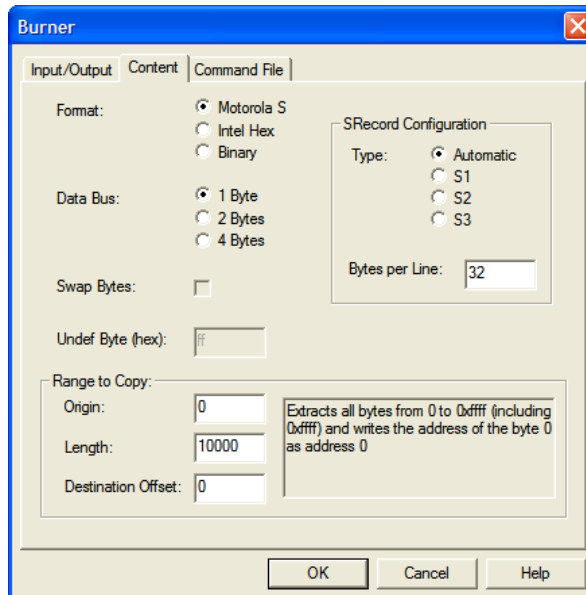 Burner
Input/Output Content Command File
Format:
Motorola S
Intel Hex
Binary
SRecord Configuration
Type:
Automatic
S1
S2
S3
Data Bus:
1 Byte
2 Bytes
4 Bytes
Bytes per Line: 32
Swap Bytes:
Undef Byte (hex): ff
Range to Copy:
Origin: 0
Length: 10000
Destination Offset: 0
Extracts all bytes from 0 to 0xffff (including
0xffff) and writes the address of the byte 0
as address 0
OK Cancel Help